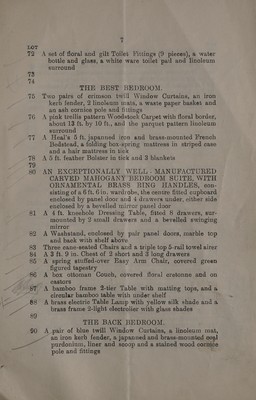 7
LOT
72 A set of floral and gilt Toilet Fittings (9 pieces), a water
bottle and glass, a white ware toilet pail and linoleum
surround
73
74
THE BEST BEDROOM.
75 Two pairs of crimson twill Window Curtains, an iron
kerb fender, 2 linoleum mats, a waste paper basket and
an ash cornice pole and fittings
76 A pink trellis pattern Woodstock Carpet with floral border,
about 13 ft. by 10 ft., and the parquet pattern linoleum
surround
77 A Heal's 5 ft. japanned iron and brass-mounted French
Bedstead, a folding box-spring mattress in striped case
and a hair mattress in tick
78 A 5 ft. feather Bolster in tick and 3 blankets
79
80 AN EXCEPTIONALLY WELL-MANUFACTURED
CARVED MAHOGANY BEDROOM SUITE, WITH
ORNAMENTAL BRASS RING HANDLES, con-
sisting of a 6 ft. 6 in. wardrobe, the centre fitted cupboard,
enclosed by panel door and 4 drawers under, either side
enclosed by a bevelled mirror panel door
81 A 4 ft. kneehole Dressing Table, fitted 8 drawers, sur-
mounted by 2 small drawers and a bevelled swinging
mirror
82 A Washstand, enclosed by pair panel doors, marble top
and back with shelf above
83 Three cane-seated Chairs and a triple top 5-rail towel airer
84 A 3 ft. 9 in. Chest of 2 short and 3 long drawers
85 A spring stuffed-over Easy Arm Chair, covered green
figured tapestry
86 A box ottoman Couch, covered floral cretonne and on
castors
87 A bamboo frame 2-tier Table with matting tops, and a
circular bamboo table with under shelf
88 A brass electric Table Lamp with yellow silk shade and a
brass frame 2-light electrolier with glass shades
89
THE BACK BEDROOM.
90 A pair of blue twill Window Curtains, a linoleum mat,
an iron kerb fender, a japanned and brass-mounted coal
purdonium, liner and scoop and a stained wood cornice
pole and fittings